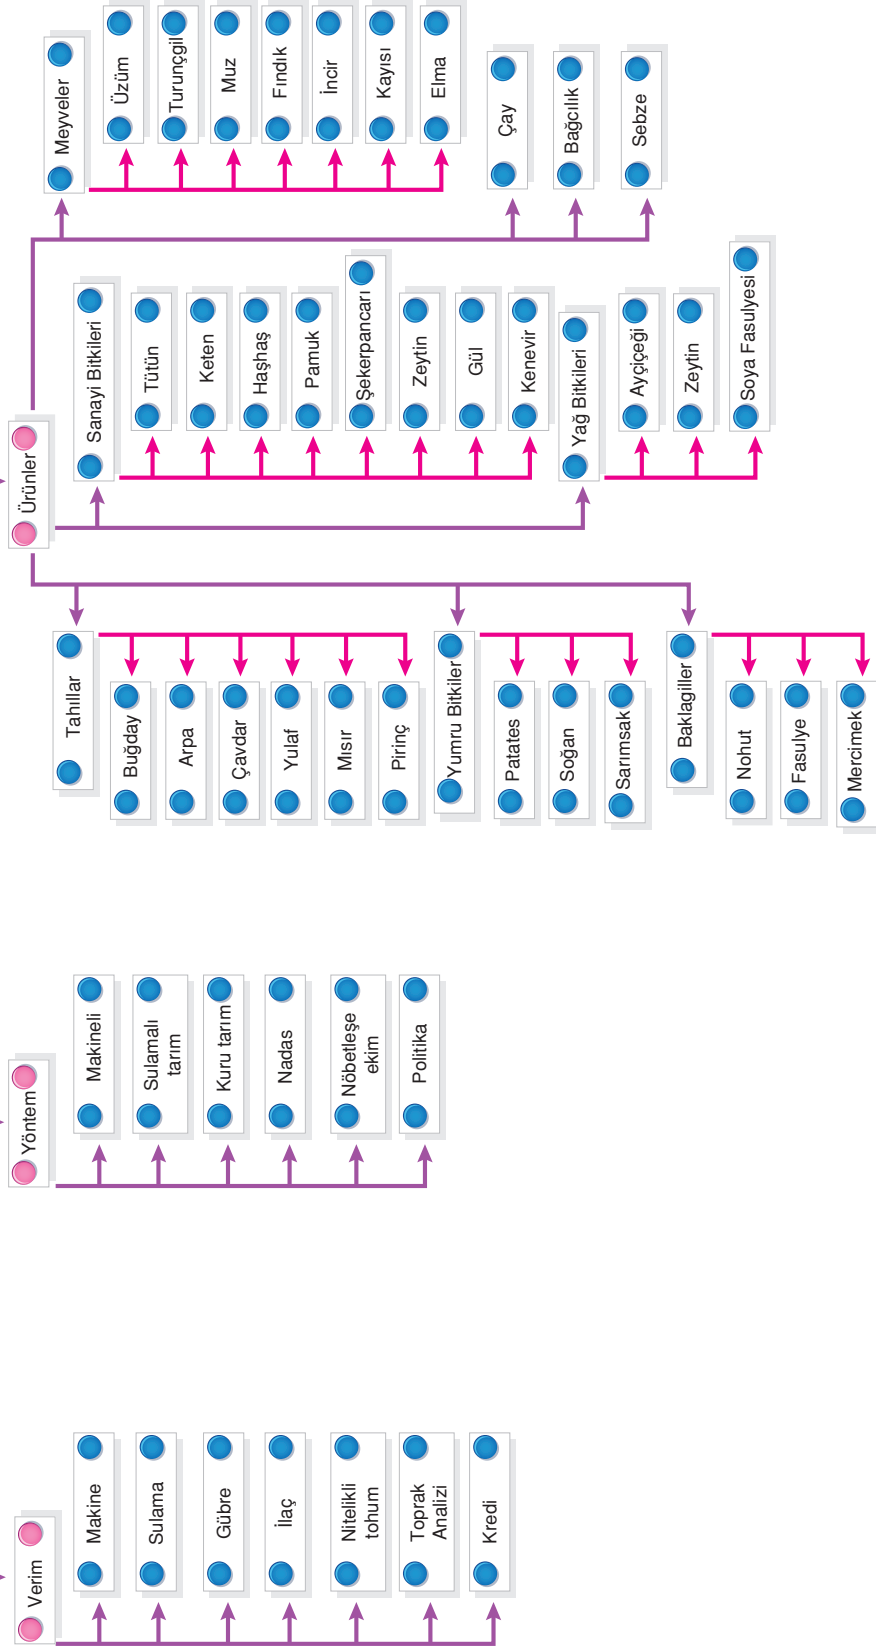 Verim
Makine
Sulama
Gübre
İlaç
Nitelikli
tohum
Toprak
Analizi
Kredi
Yöntem
Makineli
Sulamalı
tarım
Kuru tarım
Nadas
Nöbetleşe
ekim
Politika
Ürünler
Tahıllar
Buğday
Arpa
Çavdar
Yulaf
Mısır
Pirinç
Yumru Bitkiler
Patates
Soğan
Sarımsak
Baklagiller
Nohut
Fasulye
Mercimek
Sanayi Bitkileri
Tütün
Keten
Haşhaş
Pamuk
Şekerpancarı
Zeytin
Gül
Kenevir
Yağ Bitkileri
Ayçiçeği
Zeytin
Soya Fasulyesi
Meyveler
Üzüm
Turunçgil
Muz
Fındık
İncir
Kayısı
Elma
Çay
Bağcılık
Sebze